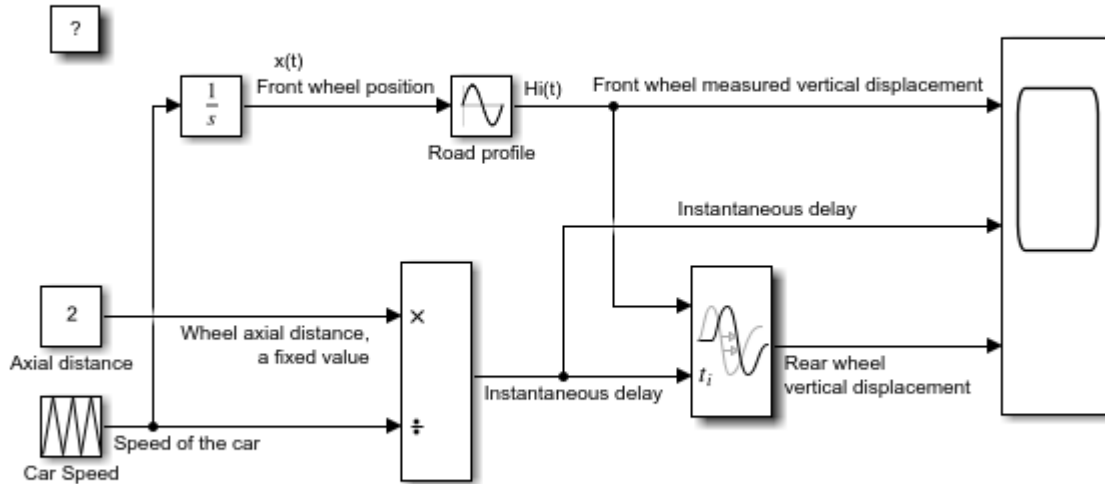 ?
x(t)
Front wheel position
1
s
Hi(t)
Front wheel measured vertical displacement
Road profile
Instantaneous delay
2
×
Wheel axial distance,
a fixed value
Axial distance
ti
Rear wheel
vertical displacement
Instantaneous delay
÷
Speed of the car
Car Speed